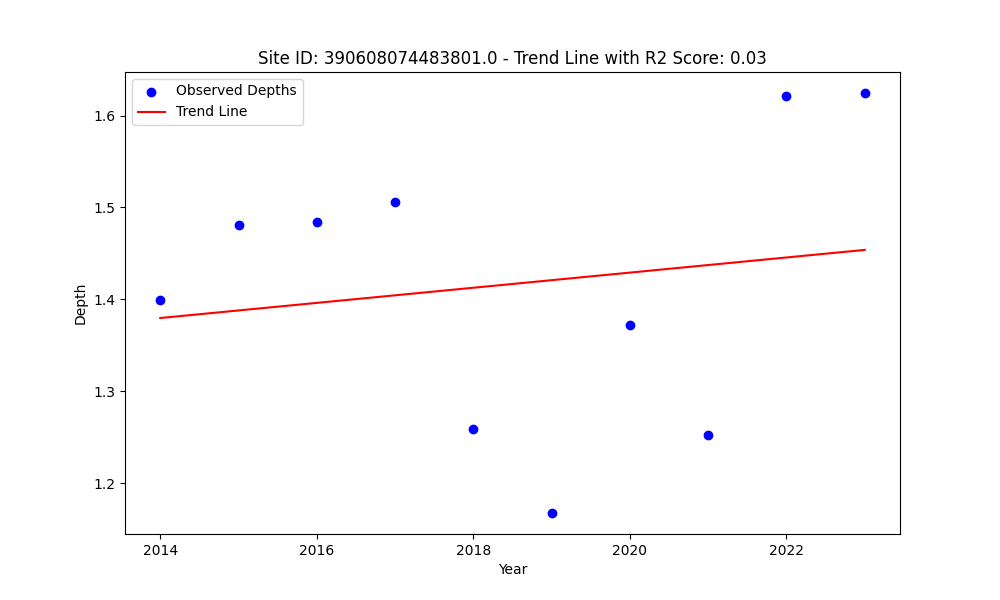 Site ID: 390608074483801.0 - Trend Line with R2 Score: 0.03
Observed Depths
Trend Line
1.6
1.5
1.4
1.3
1.2
Depth
2014
2016
2018
2020
2022
Year